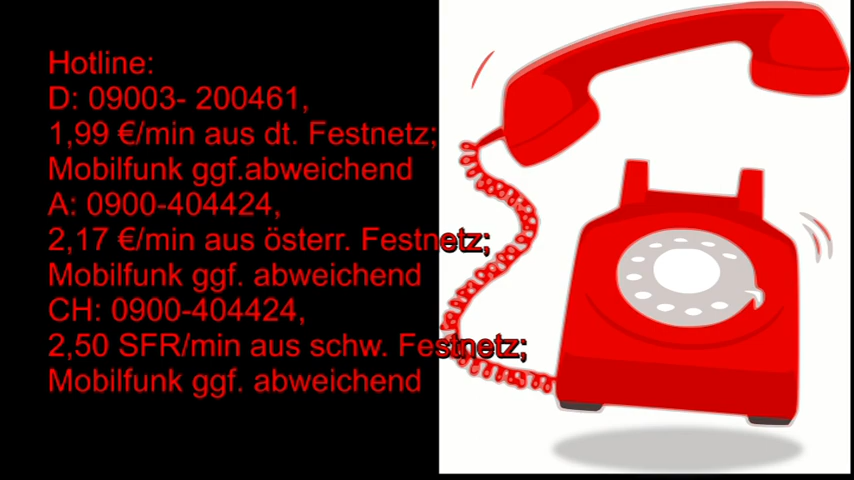 Hotline:
D: 09003- 200461,
1,99 €/min aus dt. Festnetz;
Mobilfunk ggf.abweichend
A: 0900-404424,
2,17 €/min aus österr. Festnetz;
Mobilfunk ggf. abweichend
CH: 0900-404424,
2,50 SFR/min aus schw. Festnetz;
Mobilfunk ggf. abweichend